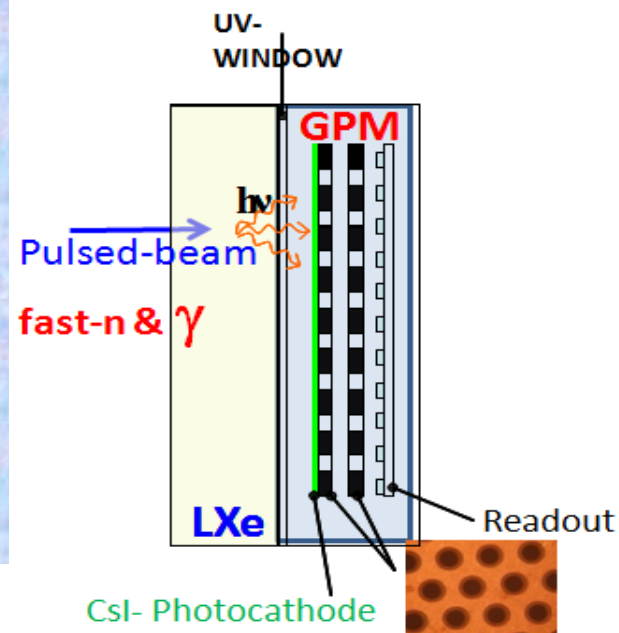 UV-
WINDOW
GPM
hν
Pulsed-beam
fast-n & γ
LXe
Readout
CsI- Photocathode